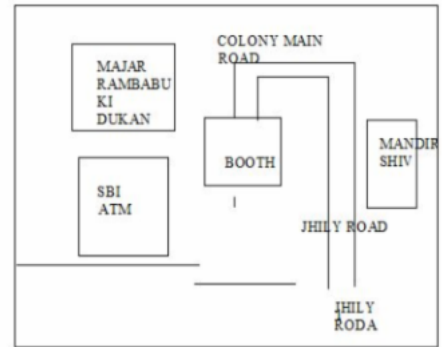 COLONY MAIN
ROAD
MAJAR
RAMBABU
KI
DUKAN
BOOTH
MANDIR
SHIV
SBI
ATM
JHILY ROAD
JHILY
RODA